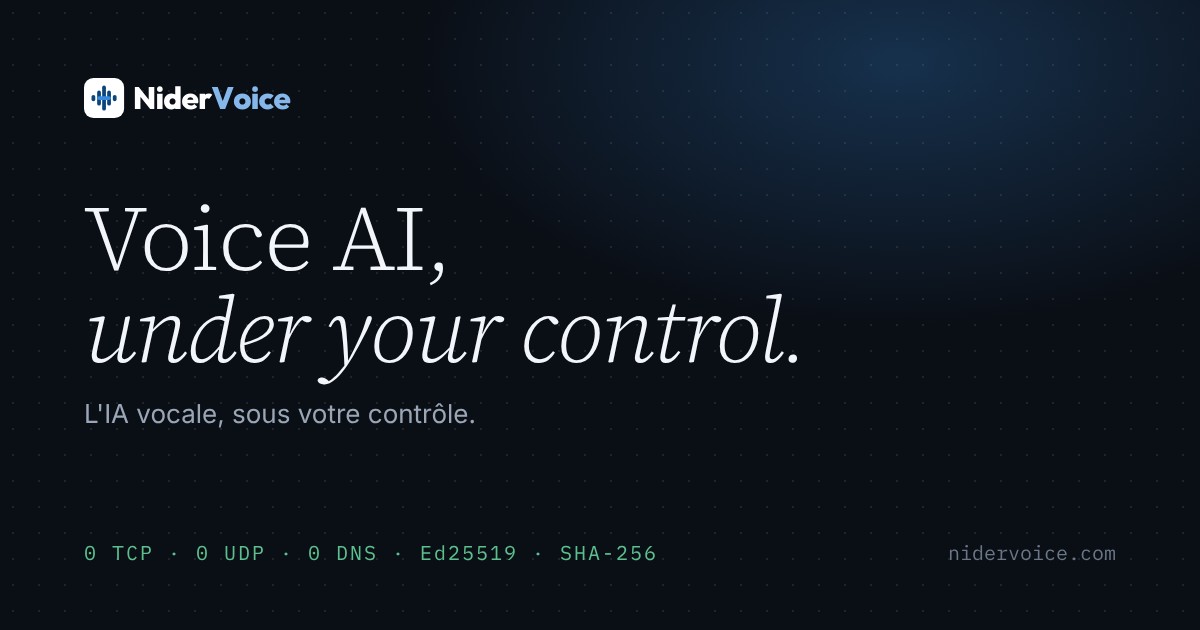 NiderVoice
Voice AI,
under your control.
L'IA vocale, sous votre contrôle.
0 TCP · 0 UDP · 0 DNS · Ed25519 · SHA-256
nidervoice.com